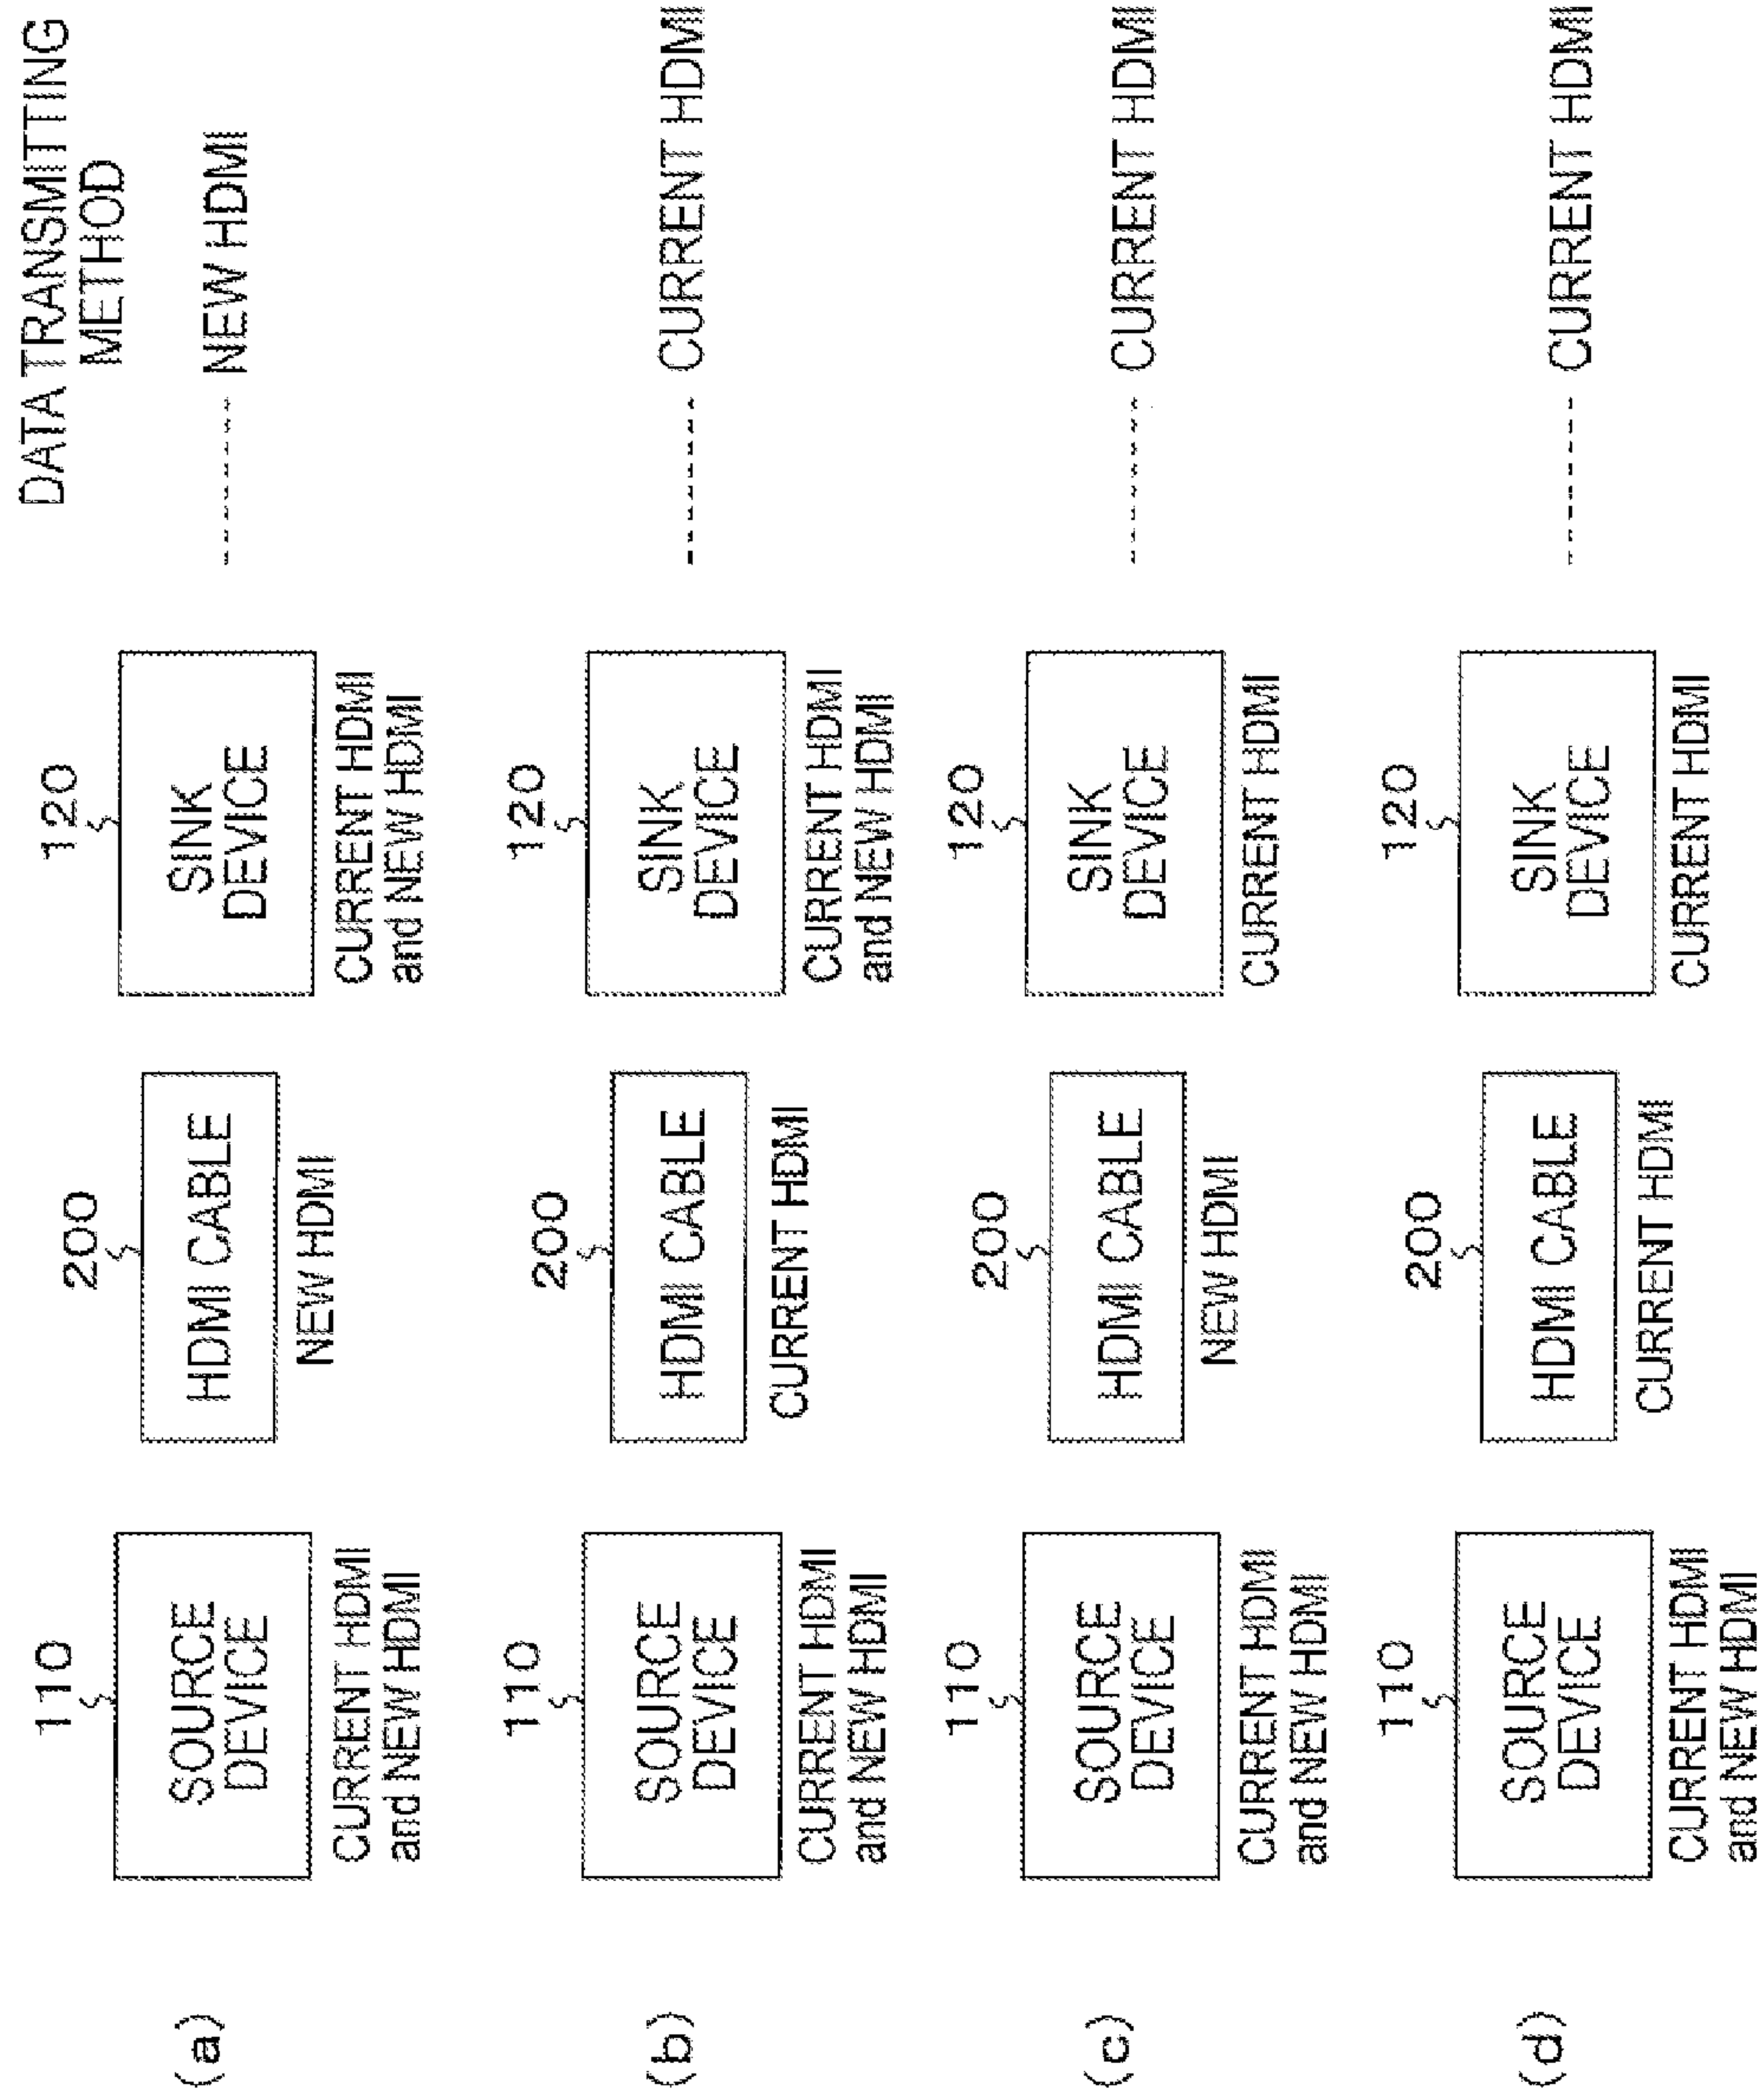 DATA TRANSMITTING
METHOD
(a)
110
SOURCE
DEVICE
CURRENT HDMI
and NEW HDMI
200
HDMI CABLE
NEW HDMI
120
SINK
DEVICE
CURRENT HDMI
and NEW HDMI
NEW HDMI
(b)
110
SOURCE
DEVICE
CURRENT HDMI
and NEW HDMI
200
HDMI CABLE
CURRENT HDMI
120
SINK
DEVICE
CURRENT HDMI
and NEW HDMI
CURRENT HDMI
(c)
110
SOURCE
DEVICE
CURRENT HDMI
and NEW HDMI
200
HDMI CABLE
NEW HDMI
120
SINK
DEVICE
CURRENT HDMI
CURRENT HDMI
(d)
110
SOURCE
DEVICE
CURRENT HDMI
and NEW HDMI
200
HDMI CABLE
CURRENT HDMI
120
SINK
DEVICE
CURRENT HDMI
CURRENT HDMI